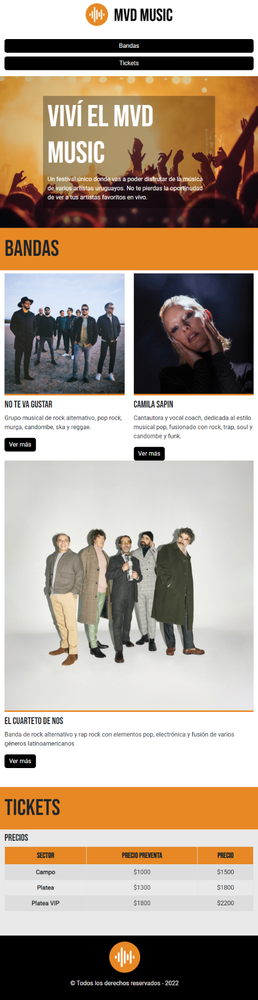 MVD MUSIC
Bandas
Tickets
VIVÍ EL MVD
MUSIC
Un festival único donde vas a poder disfrutar de la música
de varios artistas uruguayos. No te pierdas la oportinudad
de ver a tus artistas favoritos en vivo.
BANDAS
NO TE VA GUSTAR
Grupo musical de rock alternativo, pop rock,
murga, candombe, ska y reggae.
Ver más
CAMILA SAPIN
Cantautora y vocal coach, dedicada al estilo
musical pop, fusionado con rock, trap, soul y
candombe y funk.
Ver más
EL CUARTETO DE NOS
Banda de rock alternativo y rap rock con elementos pop, electrónica y fusión de varios
géneros latinoamericanos
Ver más
TICKETS
PRECIOS
SECTOR PRECIO PREVENTA PRECIO
Campo $1000 $1500
Platea $1300 $1800
Platea VIP $1800 $2200
© Todos los derechos reservados - 2022